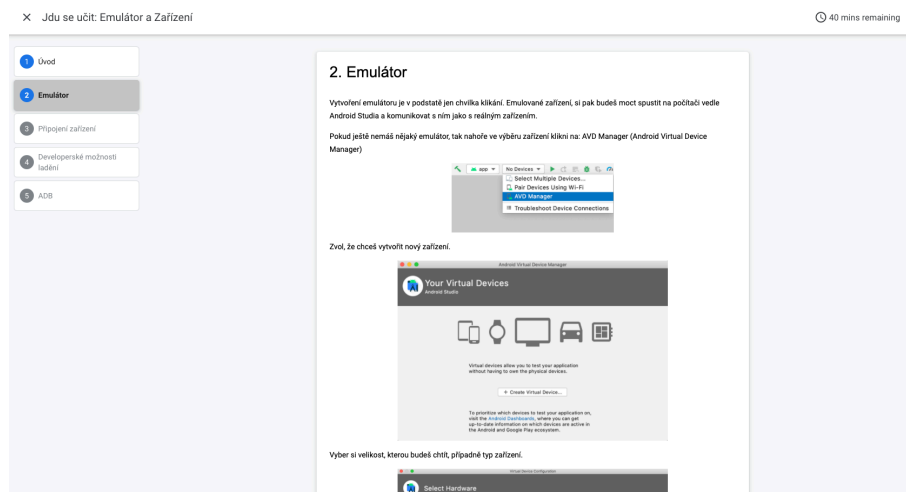 Jdu se učit: Emulátor a Zařízení
40 mins remaining
1 Úvod
2 Emulátor
3 Připojení zařízení
4 Developerské možnosti
ladění
5 ADB
2. Emulátor
Vytvoření emulátoru je v podstatě jen chvilka klikání. Emulované zařízení, si pak budeš moct spustit na počítači vedle
Android Studia a komunikovat s ním jako s reálným zařízením.
Pokud ještě nemáš nějaký emulátor, tak nahoře ve výběru zařízení klikni na: AVD Manager (Android Virtual Device
Manager)
app No Devices
Select Multiple Devices...
Pair Devices Using Wi-Fi
AVD Manager
Troubleshoot Device Connections
Zvol, že chceš vytvořit nový zařízení.
Android Virtual Device Manager
Your Virtual Devices
Android Studio
Virtual devices allow you to test your application
without having to own the physical devices.
+ Create Virtual Device...
To prioritize which devices to test your application on,
visit the Android Dashboards, where you can get
up-to-date information on which devices are active in
the Android and Google Play ecosystem.
Vyber si velikost, kterou budeš chtít, případně typ zařízení.
Virtual Device Configuration
Select Hardware